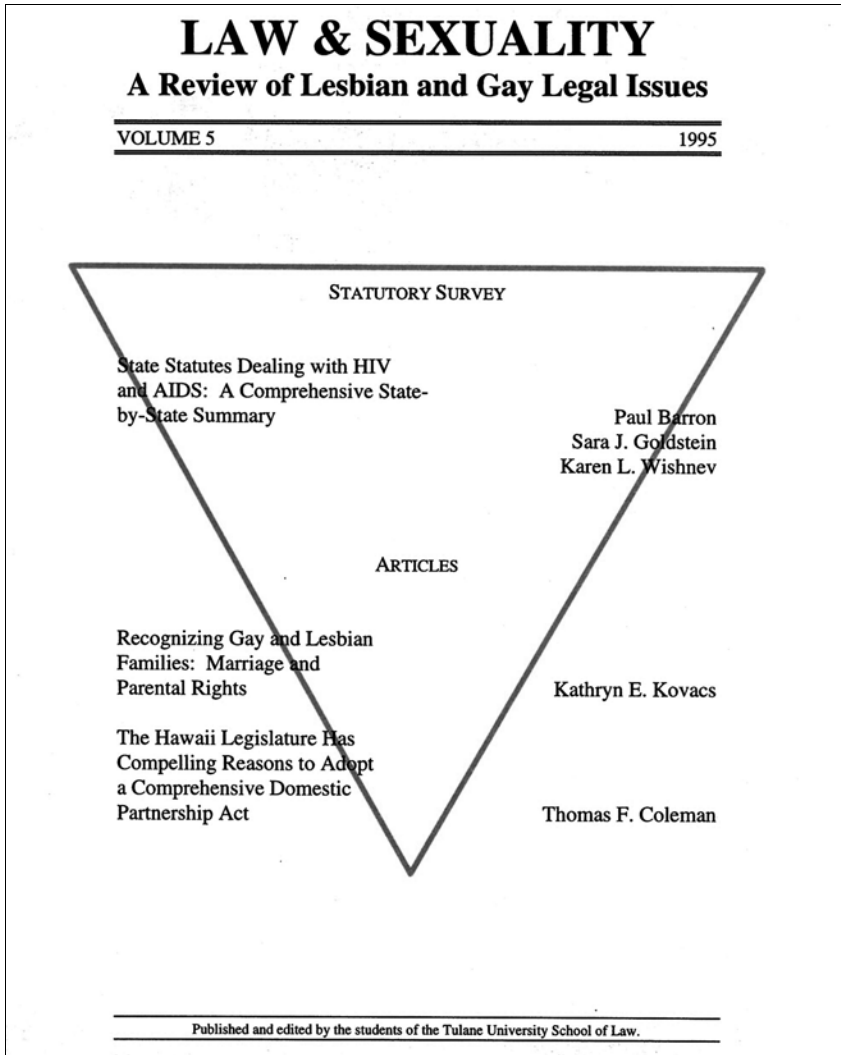 LAW & SEXUALITY
A Review of Lesbian and Gay Legal Issues
VOLUME 5 1995
STATUTORY SURVEY
State Statutes Dealing with HIV
and AIDS: A Comprehensive State-
by-State Summary
Paul Barron
Sara J. Goldstein
Karen L. Wishnev
ARTICLES
Recognizing Gay and Lesbian
Families: Marriage and
Parental Rights
Kathryn E. Kovacs
The Hawaii Legislature Has
Compelling Reasons to Adopt
a Comprehensive Domestic
Partnership Act
Thomas F. Coleman
Published and edited by the students of the Tulane University School of Law.